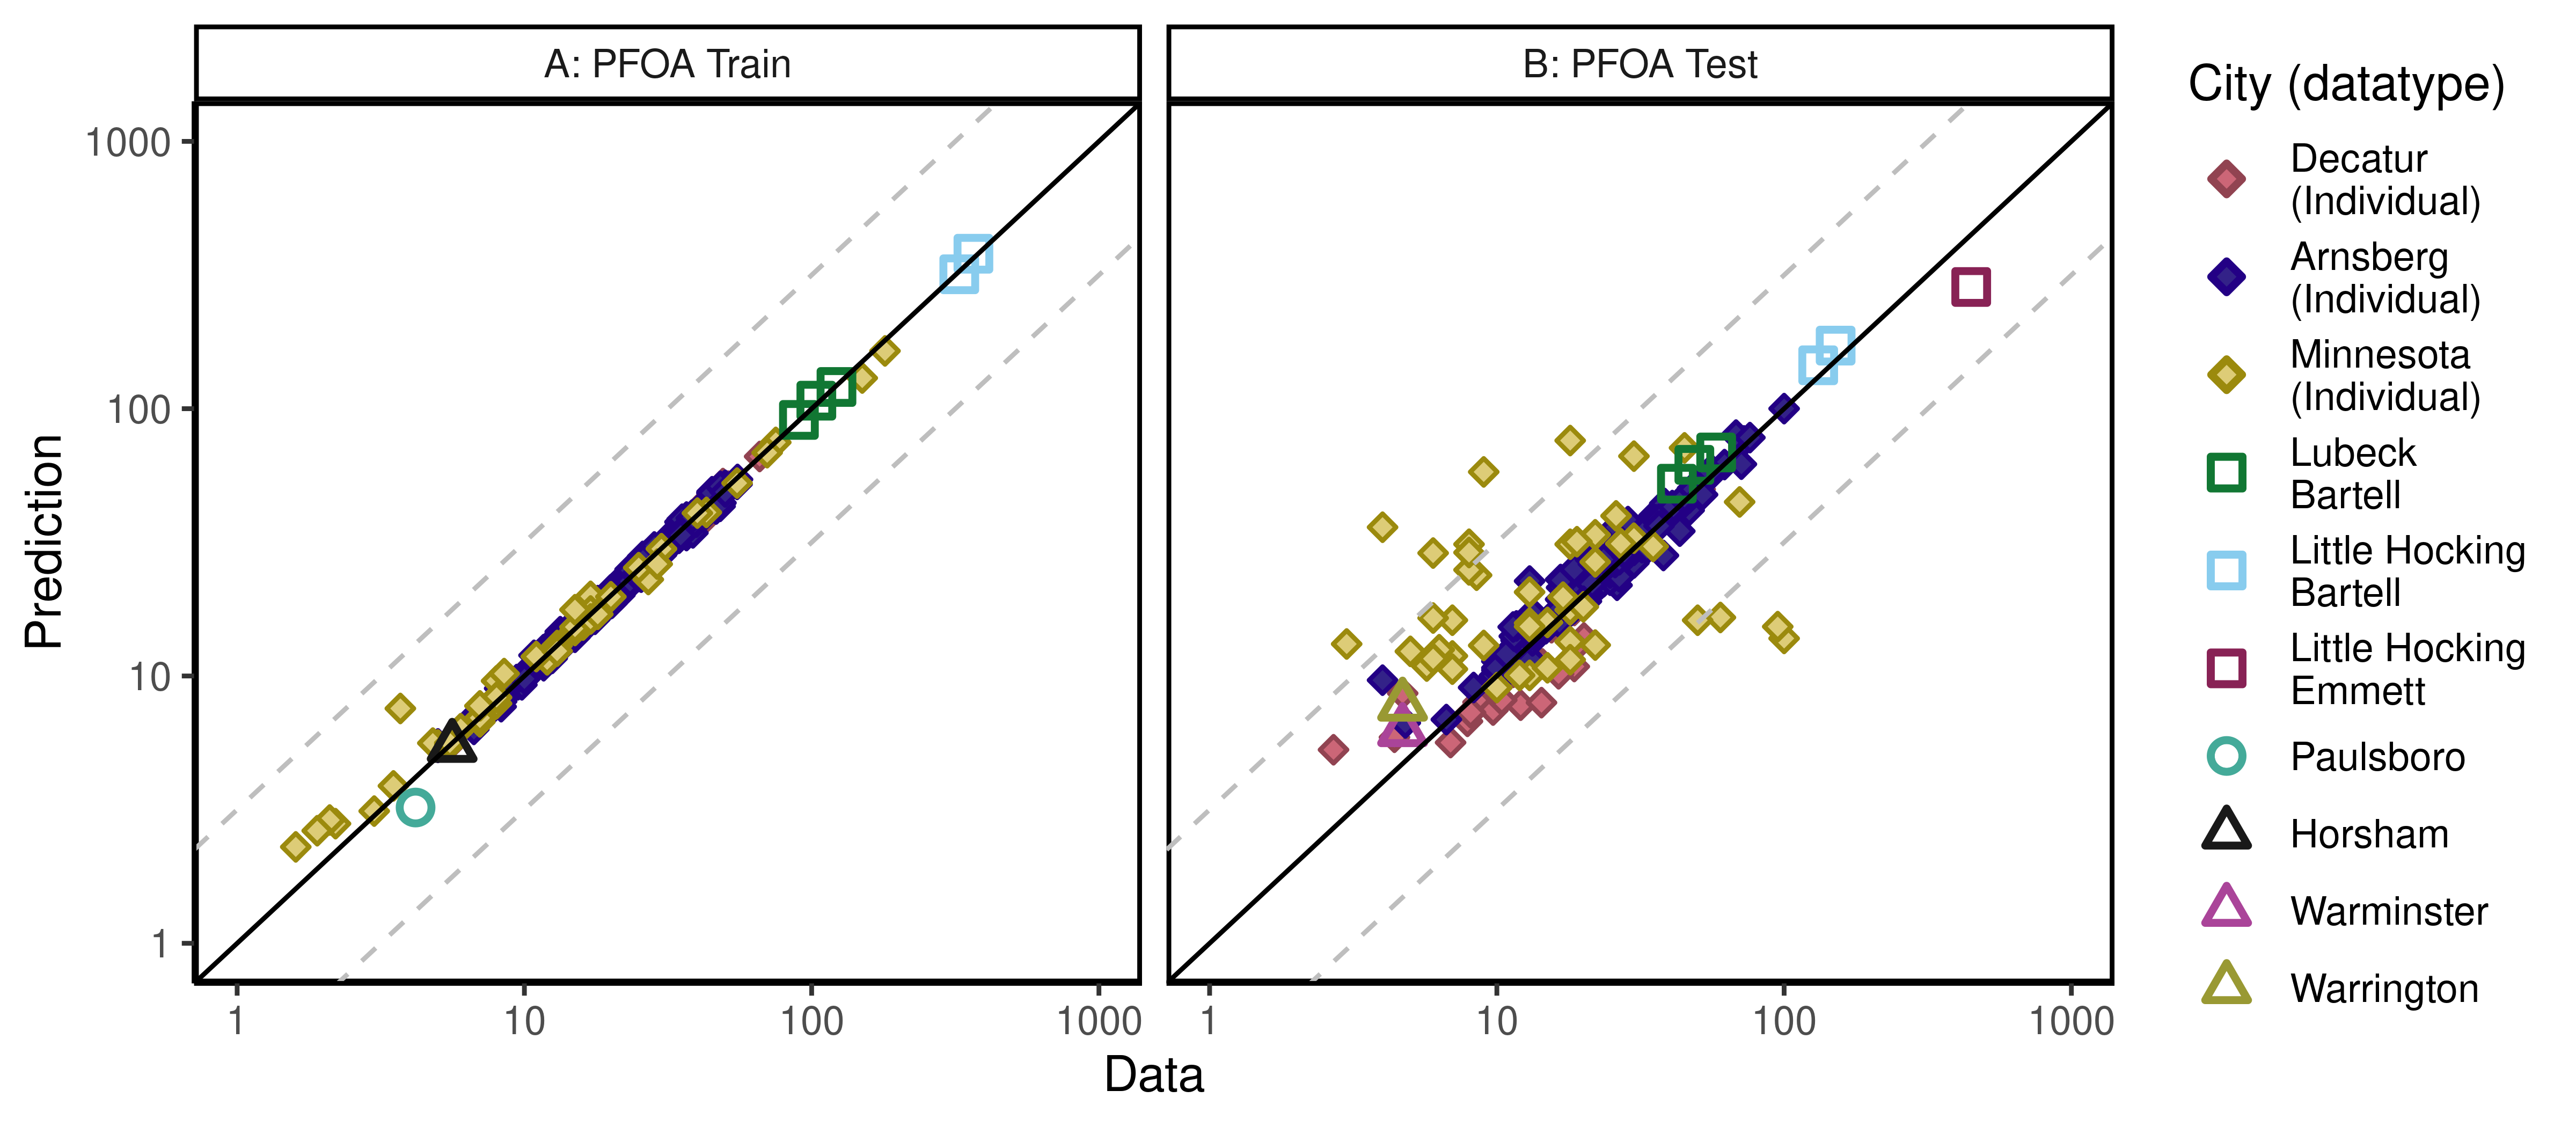 A: PFOA Train
B: PFOA Test
Prediction
1000
100
10
1
1
10
100
1000
1
10
100
1000
Data
City (datatype)
Decatur
(Individual)
Arnsberg
(Individual)
Minnesota
(Individual)
Lubeck
Bartell
Little Hocking
Bartell
Little Hocking
Emmett
Paulsboro
Horsham
Warminster
Warrington